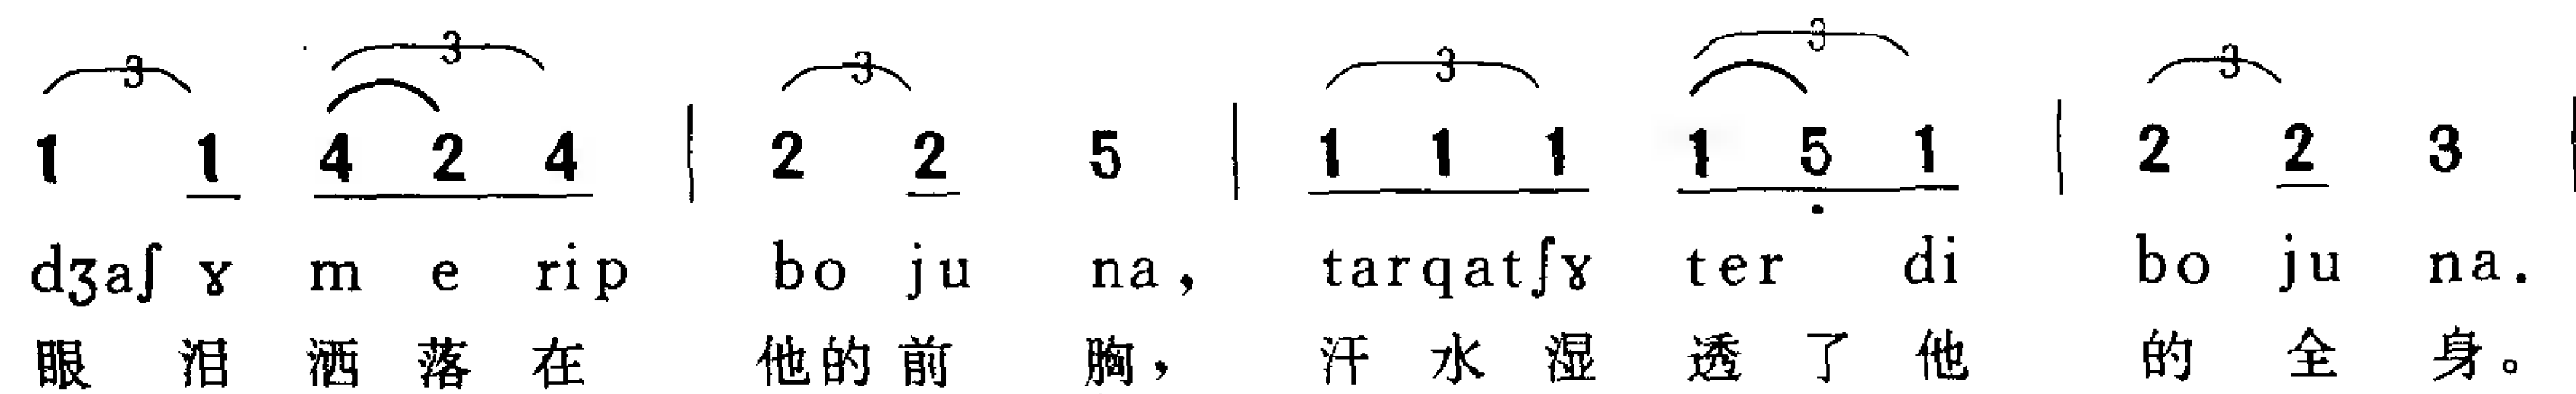 3 3 3 3 3 3
1 1 4 2 4 | 2 2 5 | 1 1 1 1 5̣ 1 | 2 2 3 |
dʒaʃ ɤ m e rip bo ju na, tarqatʃɤ ter di bo ju na.
眼 泪 洒 落 在 他的 前 胸， 汗 水 湿 透 了 他 的 全 身。